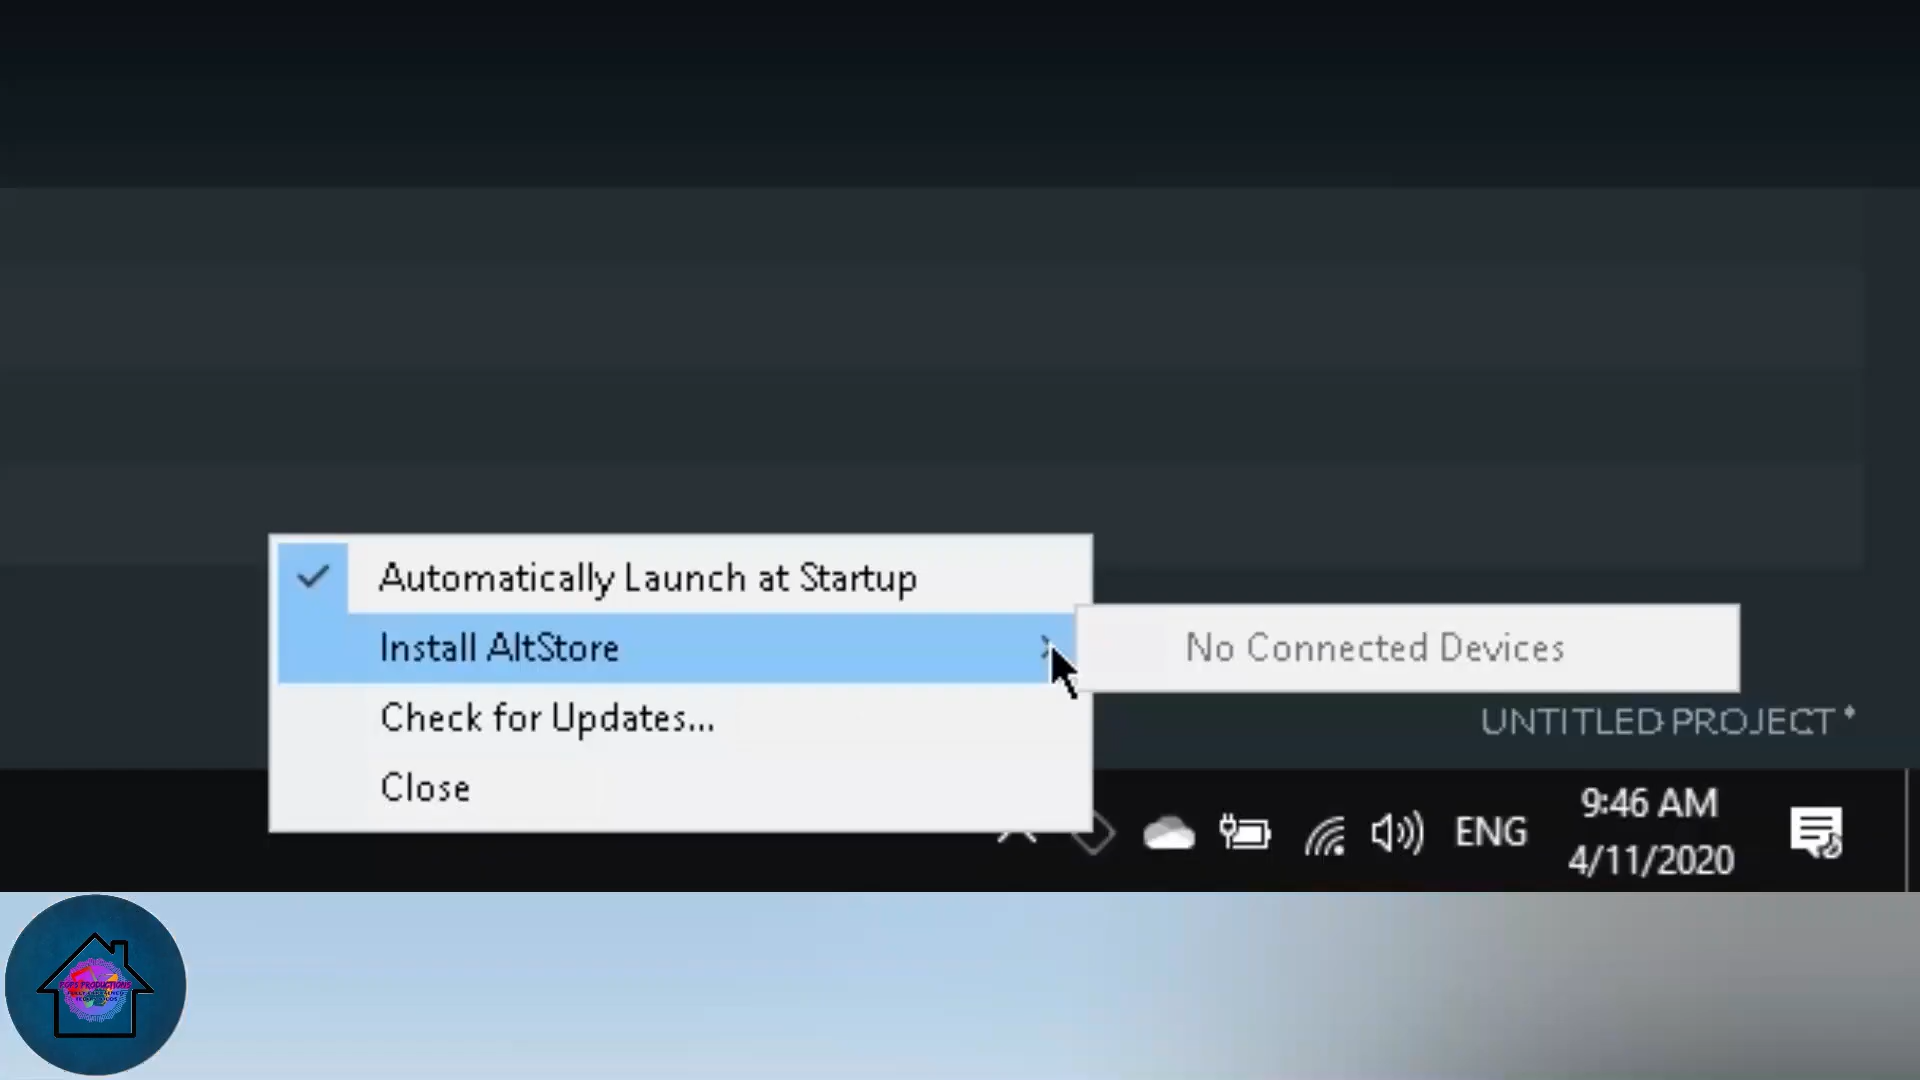 Automatically Launch at Startup
Install AltStore
No Connected Devices
Check for Updates...
UNTITLED PROJECT *
Close
9:46 AM
ENG
4/11/2020